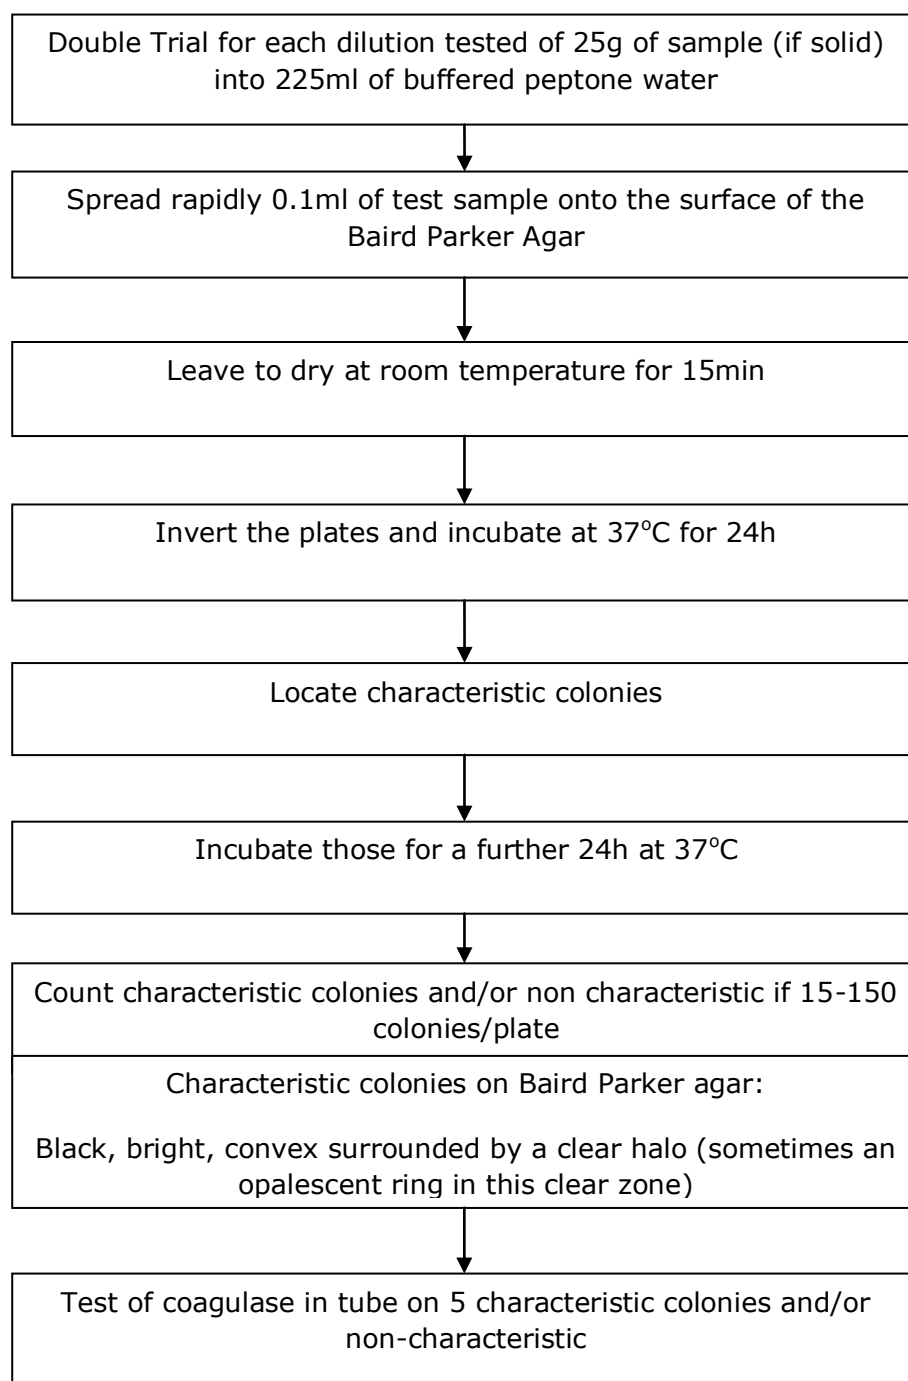 Double Trial for each dilution tested of 25g of sample (if solid)
into 225ml of buffered peptone water
Spread rapidly 0.1ml of test sample onto the surface of the
Baird Parker Agar
Leave to dry at room temperature for 15min
Invert the plates and incubate at 37°C for 24h
Locate characteristic colonies
Incubate those for a further 24h at 37°C
Count characteristic colonies and/or non characteristic if 15-150
colonies/plate
Characteristic colonies on Baird Parker agar:
Black, bright, convex surrounded by a clear halo (sometimes an
opalescent ring in this clear zone)
Test of coagulase in tube on 5 characteristic colonies and/or
non-characteristic